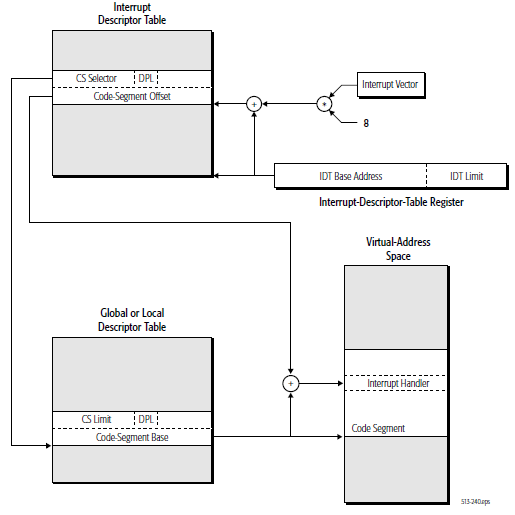 Interrupt
Descriptor Table
CS Selector DPL
Code-Segment Offset
+
*
Interrupt Vector
8
IDT Base Address IDT Limit
Interrupt-Descriptor-Table Register
Virtual-Address
Space
Global or Local
Descriptor Table
+
Interrupt Handler
CS Limit DPL
Code-Segment Base
Code Segment
513-240.eps